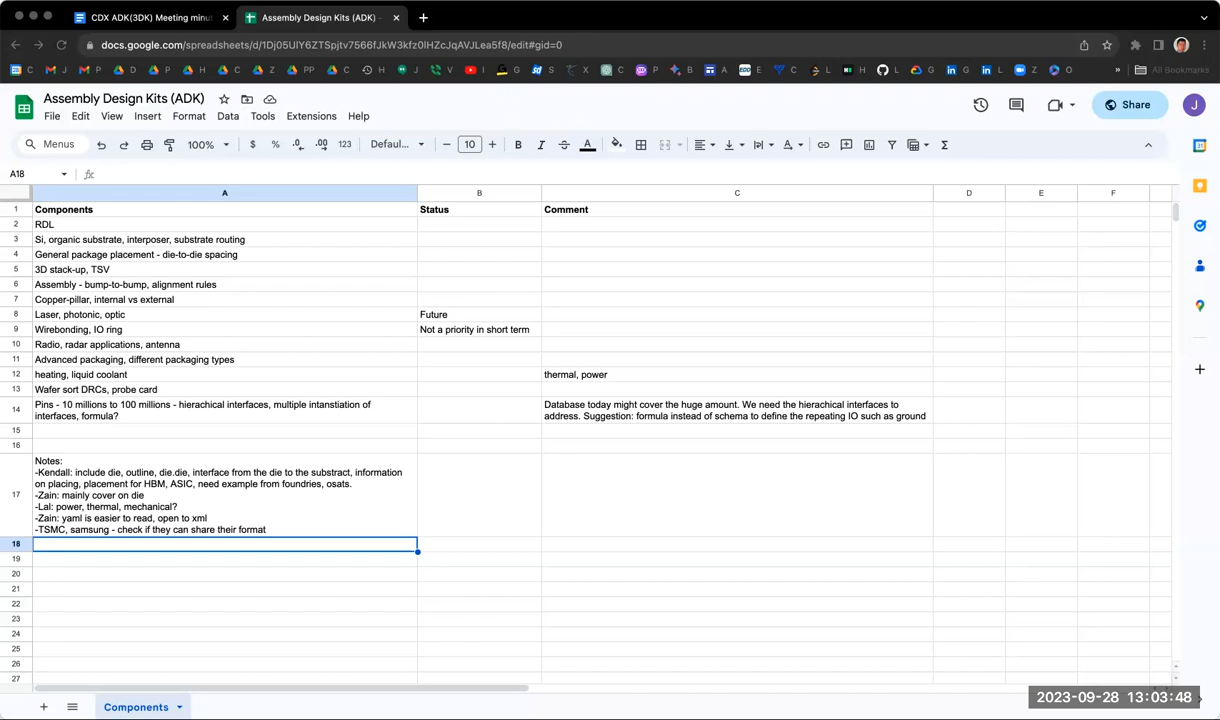 CDX ADK(3DK) Meeting minu
Assembly Design Kits (ADK) -
docs.google.com/spreadsheets/d/1Dj05UlY6ZTSpjtv7566fJkW3kfz0lHZcJqAVJLea5f8/edit#gid=0
C M J M P D P H C Z PP C H J V I G S X C P B A E C L H L G G L Z O » All Bookmarks
Assembly Design Kits (ADK)
File Edit View Insert Format Data Tools Extensions Help
Share
J
Menus 100% $ % .0 .00 123 Defaul... − 10 + B I A Σ
A18 fx
A B C D E F
1 Components Status Comment
2 RDL
3 Si, organic substrate, interposer, substrate routing
4 General package placement - die-to-die spacing
5 3D stack-up, TSV
6 Assembly - bump-to-bump, alignment rules
7 Copper-pillar, internal vs external
8 Laser, photonic, optic Future
9 Wirebonding, IO ring Not a priority in short term
10 Radio, radar applications, antenna
11 Advanced packaging, different packaging types
12 heating, liquid coolant thermal, power
13 Wafer sort DRCs, probe card
14 Pins - 10 millions to 100 millions - hierachical interfaces, multiple intanstiation of
interfaces, formula?
Database today might cover the huge amount. We need the hierachical interfaces to
address. Suggestion: formula instead of schema to define the repeating IO such as ground
15
16
17 Notes:
-Kendall: include die, outline, die.die, interface from the die to the substract, information
on placing, placement for HBM, ASIC, need example from foundries, osats.
-Zain: mainly cover on die
-Lal: power, thermal, mechanical?
-Zain: yaml is easier to read, open to xml
-TSMC, samsung - check if they can share their format
18
19
20
21
22
23
24
25
26
27
Components
2023-09-28 13:03:48